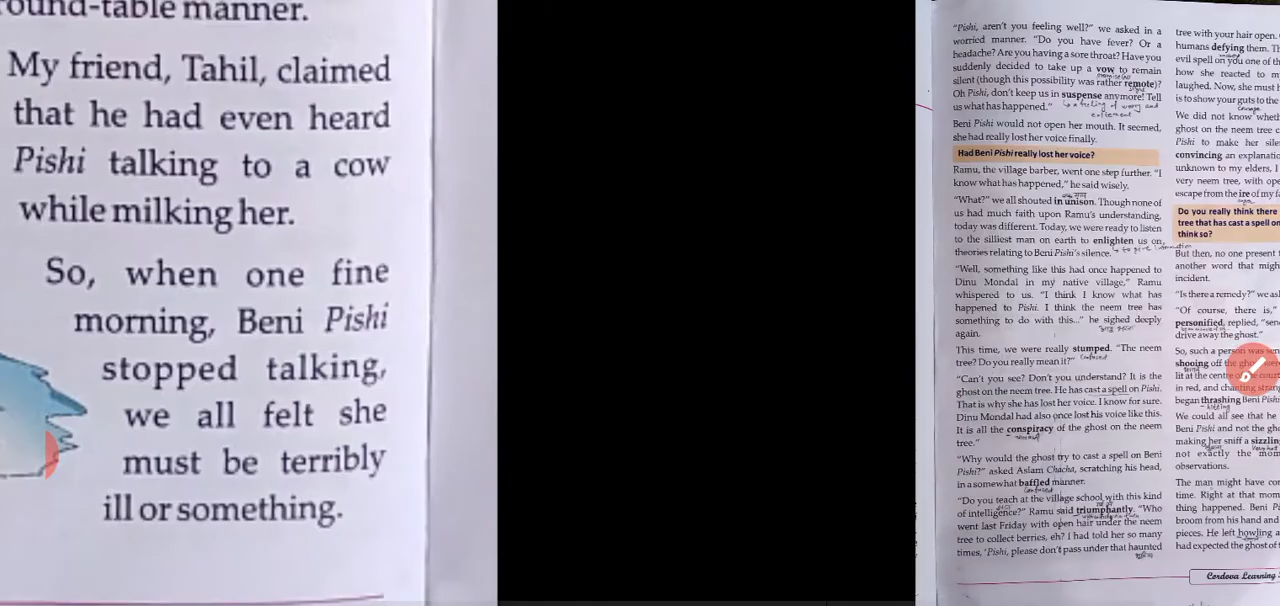 ound-table manner.
My friend, Tahil, claimed
that he had even heard
Pishi talking to a cow
while milking her.
So, when one fine
morning, Beni Pishi
stopped talking,
we all felt she
must be terribly
ill or something.
"Pishi, aren't you feeling well?" we asked in a
worried manner. "Do you have fever? Or a
headache? Are you having a sore throat? Have you
suddenly decided to take up a vow to remain
silent (though this possibility was rather remote)?
Oh Pishi, don't keep us in suspense anymore! Tell
us what has happened."
a feeling of worry and
excitement
Beni Pishi would not open her mouth. It seemed,
she had really lost her voice finally.
Had Beni Pishi really lost her voice?
Ramu, the village barber, went one step further. "I
know what has happened," he said wisely.
"What?" we all shouted in unison. Though none of
us had much faith upon Ramu's understanding,
today was different. Today, we were ready to listen
to the silliest man on earth to enlighten us on,
theories relating to Beni Pishi's silence.
to give information
"Well, something like this had once happened to
Dinu Mondal in my native village," Ramu
whispered to us. "I think I know what has
happened to Pishi. I think the neem tree has
something to do with this..." he sighed deeply
again.
This time, we were really stumped. "The neem
tree? Do you really mean it?"
confused
"Can't you see? Don't you understand? It is the
ghost on the neem tree. He has cast a spell on Pishi.
That is why she has lost her voice. I know for sure.
Dinu Mondal had also once lost his voice like this.
It is all the conspiracy of the ghost on the neem
tree."
"Why would the ghost try to cast a spell on Beni
Pishi?" asked Aslam Chacha, scratching his head,
in a somewhat baffled manner.
confused
"Do you teach at the village school with this kind
of intelligence?" Ramu said triumphantly. "Who
went last Friday with open hair under the neem
tree to collect berries, eh? I had told her so many
times, 'Pishi, please don't pass under that haunted
tree with your hair open.
humans defying them. Th
evil spell on you one of th
how she reacted to m
laughed. Now, she must h
is to show your guts to the
courage
We did not know wheth
ghost on the neem tree c
Pishi to make her sile
convincing an explanatio
unknown to my elders, I
very neem tree, with ope
escape from the ire of my fa
anger
Do you really think there
tree that has cast a spell on
think so?
But then, no one present t
another word that migh
incident.
"Is there a remedy?" we as
"Of course, there is,"
personified, replied, "sen
drive away the ghost."
So, such a person was sen
shooing off the gho were
lit at the centre of the court
in red, and chanting strang
began thrashing Beni Pishi
hitting
We could all see that he
Beni Pishi and not the gho
making her sniff a sizzlin
not exactly the mom
observations.
The man might have con
time. Right at that mom
thing happened. Beni Pi
broom from his hand and
pieces. He left howling a
had expected the ghost of t
Cordova Learning